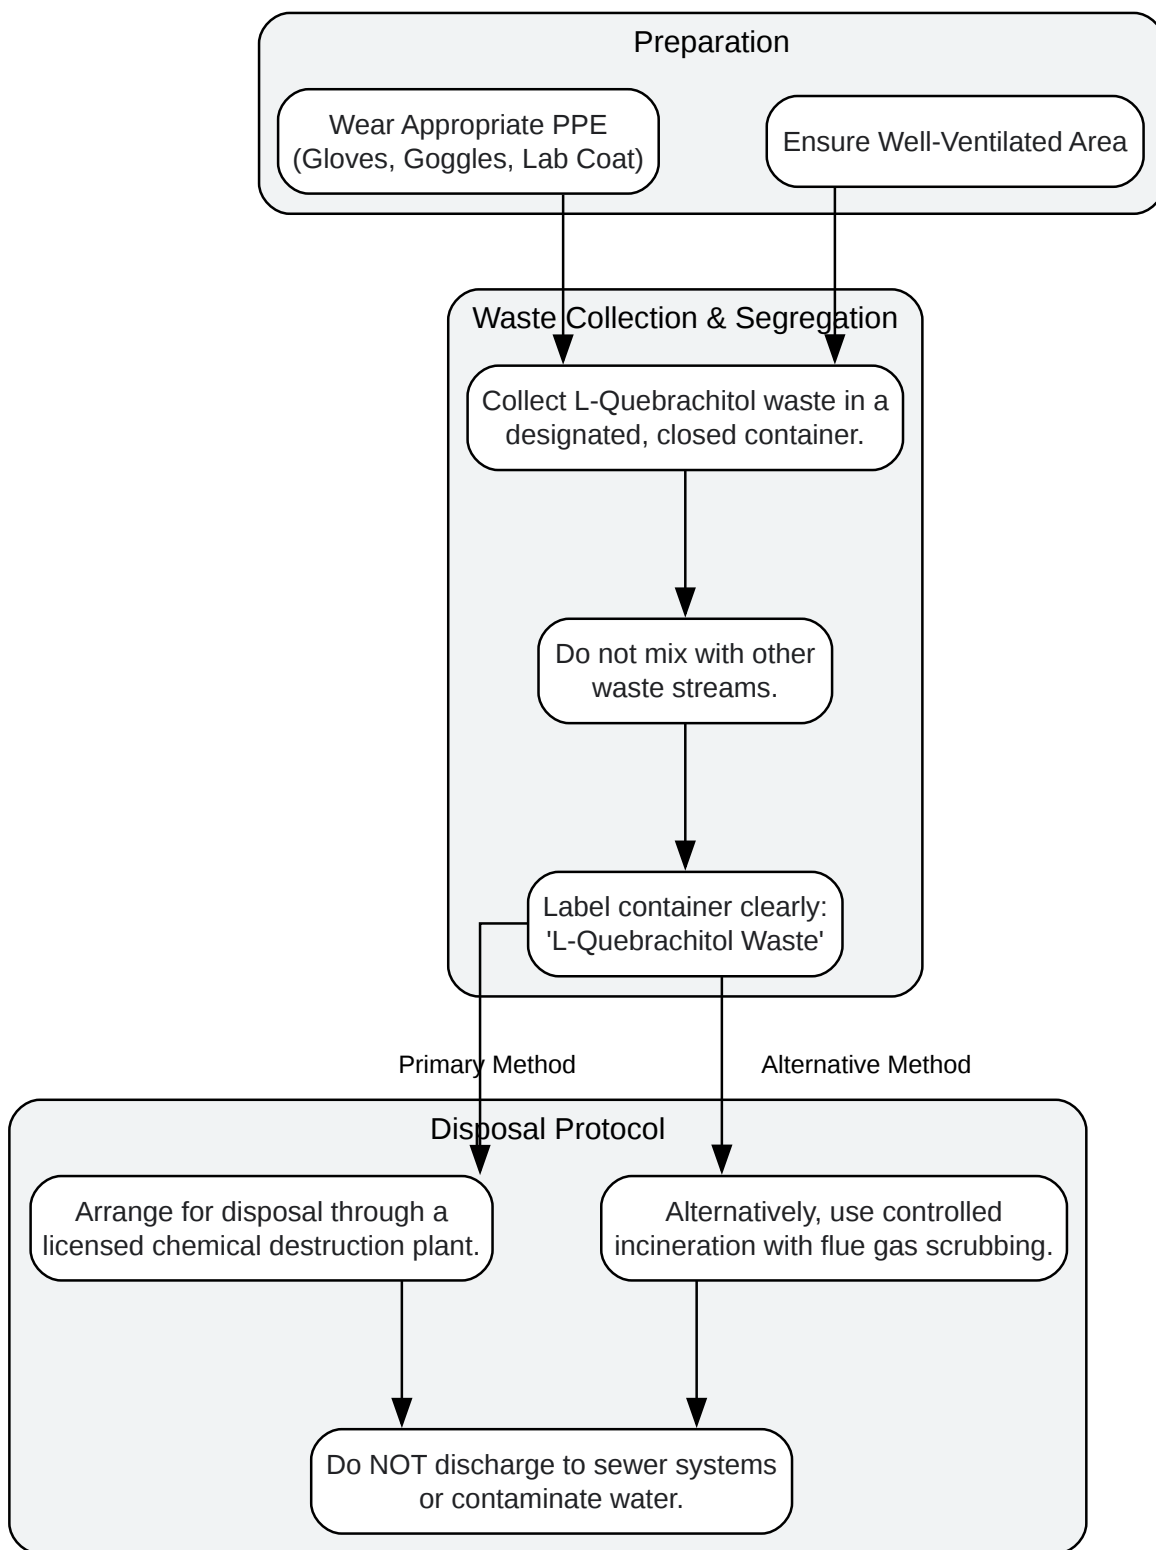 Preparation
Wear Appropriate PPE
(Gloves, Goggles, Lab Coat)
Ensure Well-Ventilated Area
Waste Collection & Segregation
Collect L-Quebrachitol waste in a
designated, closed container.
Do not mix with other
waste streams.
Label container clearly:
'L-Quebrachitol Waste'
Primary Method
Alternative Method
Disposal Protocol
Arrange for disposal through a
licensed chemical destruction plant.
Alternatively, use controlled
incineration with flue gas scrubbing.
Do NOT discharge to sewer systems
or contaminate water.